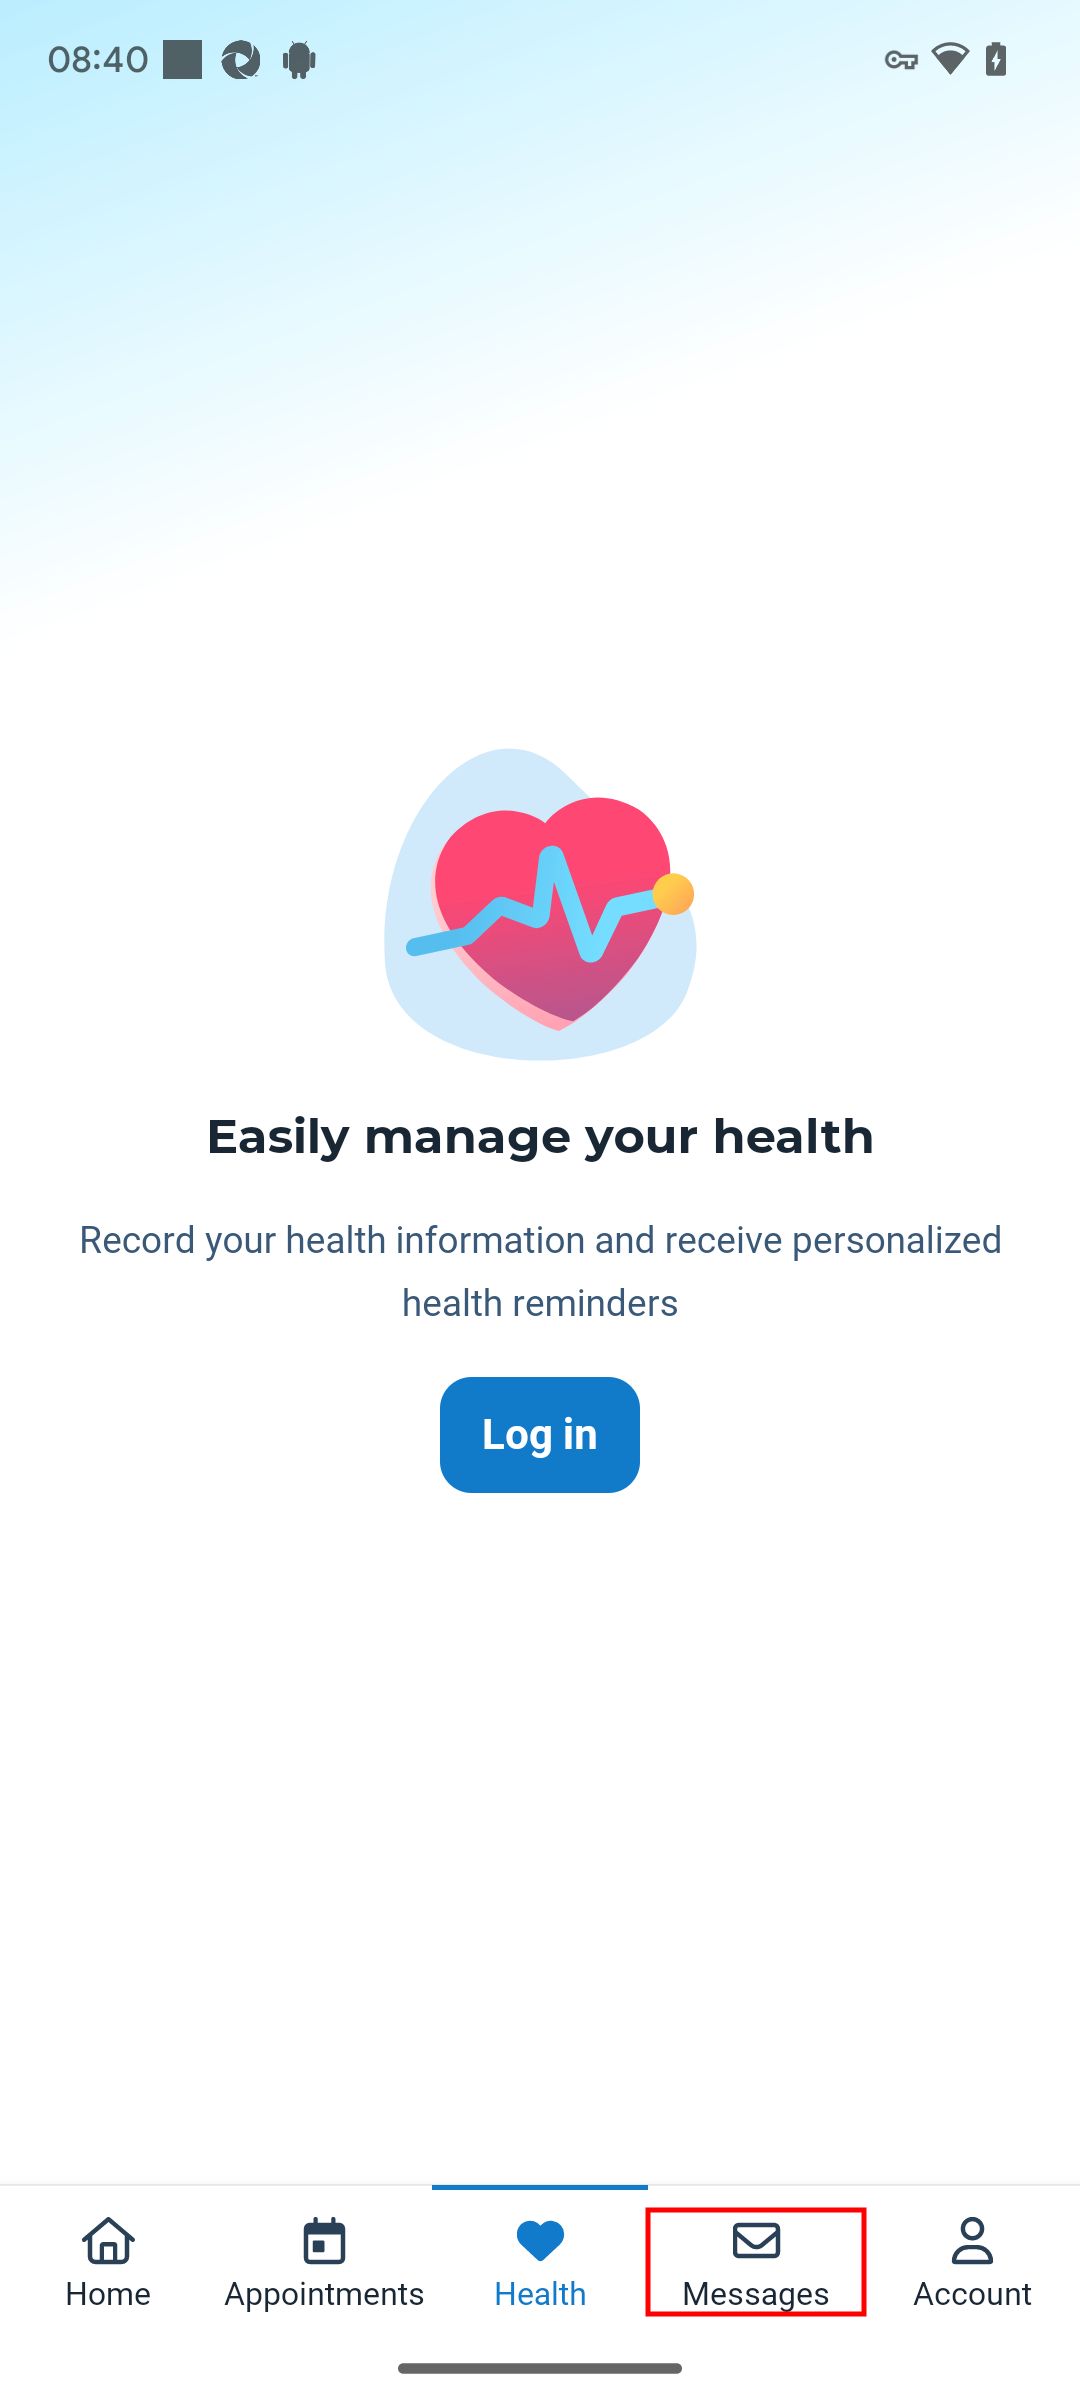 08:40
Easily manage your health
Record your health information and receive personalized
health reminders
Log in
Home
Appointments
Health
Messages
Account